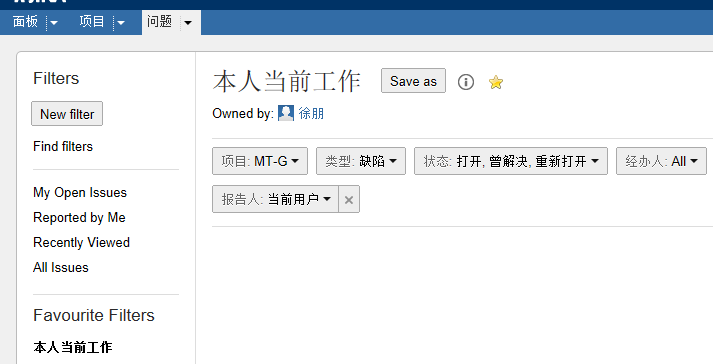 面板 项目 问题
Filters
New filter
Find filters
My Open Issues
Reported by Me
Recently Viewed
All Issues
Favourite Filters
本人当前工作
本人当前工作 Save as
Owned by: 徐朋
项目: MT-G 类型: 缺陷 状态: 打开, 曾解决, 重新打开 经办人: All
报告人: 当前用户